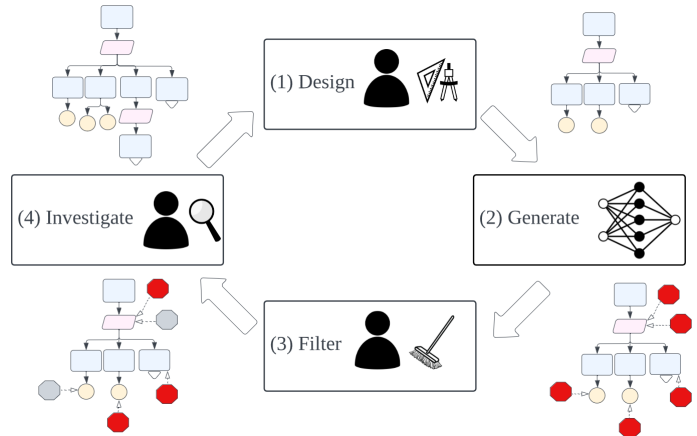 (1) Design
(2) Generate
(3) Filter
(4) Investigate